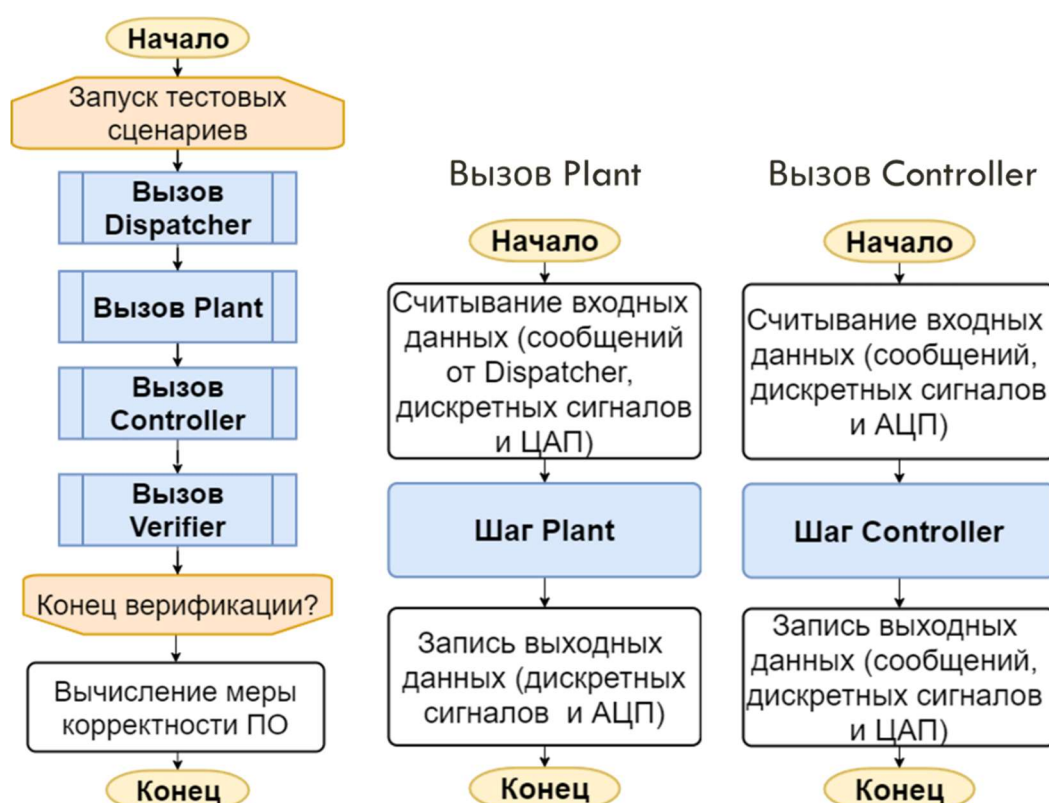 Начало
Запуск тестовых
сценариев
Вызов
Dispatcher
Вызов Plant
Вызов
Controller
Вызов
Verifier
Конец верификации?
Вычисление меры
корректности ПО
Конец
Вызов Plant
Начало
Считывание входных
данных (сообщений
от Dispatcher,
дискретных сигналов
и ЦАП)
Шаг Plant
Запись выходных
данных (дискретных
сигналов и АЦП)
Конец
Вызов Controller
Начало
Считывание входных
данных (сообщений,
дискретных сигналов
и АЦП)
Шаг Controller
Запись выходных
данных (сообщений,
дискретных сигналов
и ЦАП)
Конец